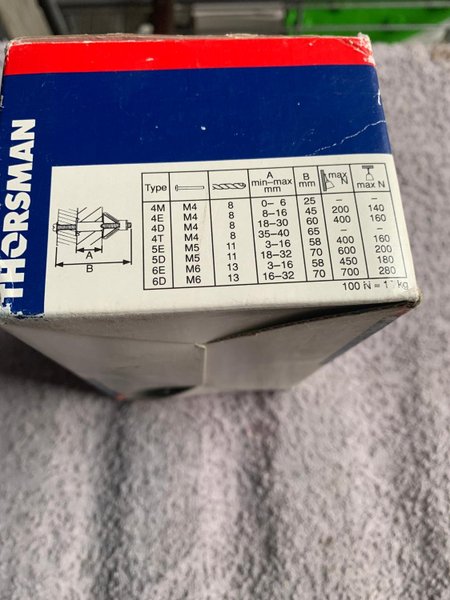 THORSMAN
A
B
Type A min–max mm B mm max N max N
4M M4 8 0– 6 25 – –
4E M4 8 8–16 45 200 140
4D M4 8 18–30 60 400 160
4T M4 8 35–40 65 – –
5E M5 11 3–16 58 400 160
5D M5 11 18–32 70 600 200
6E M6 13 3–16 58 450 180
6D M6 13 16–32 70 700 280
100 N = kg